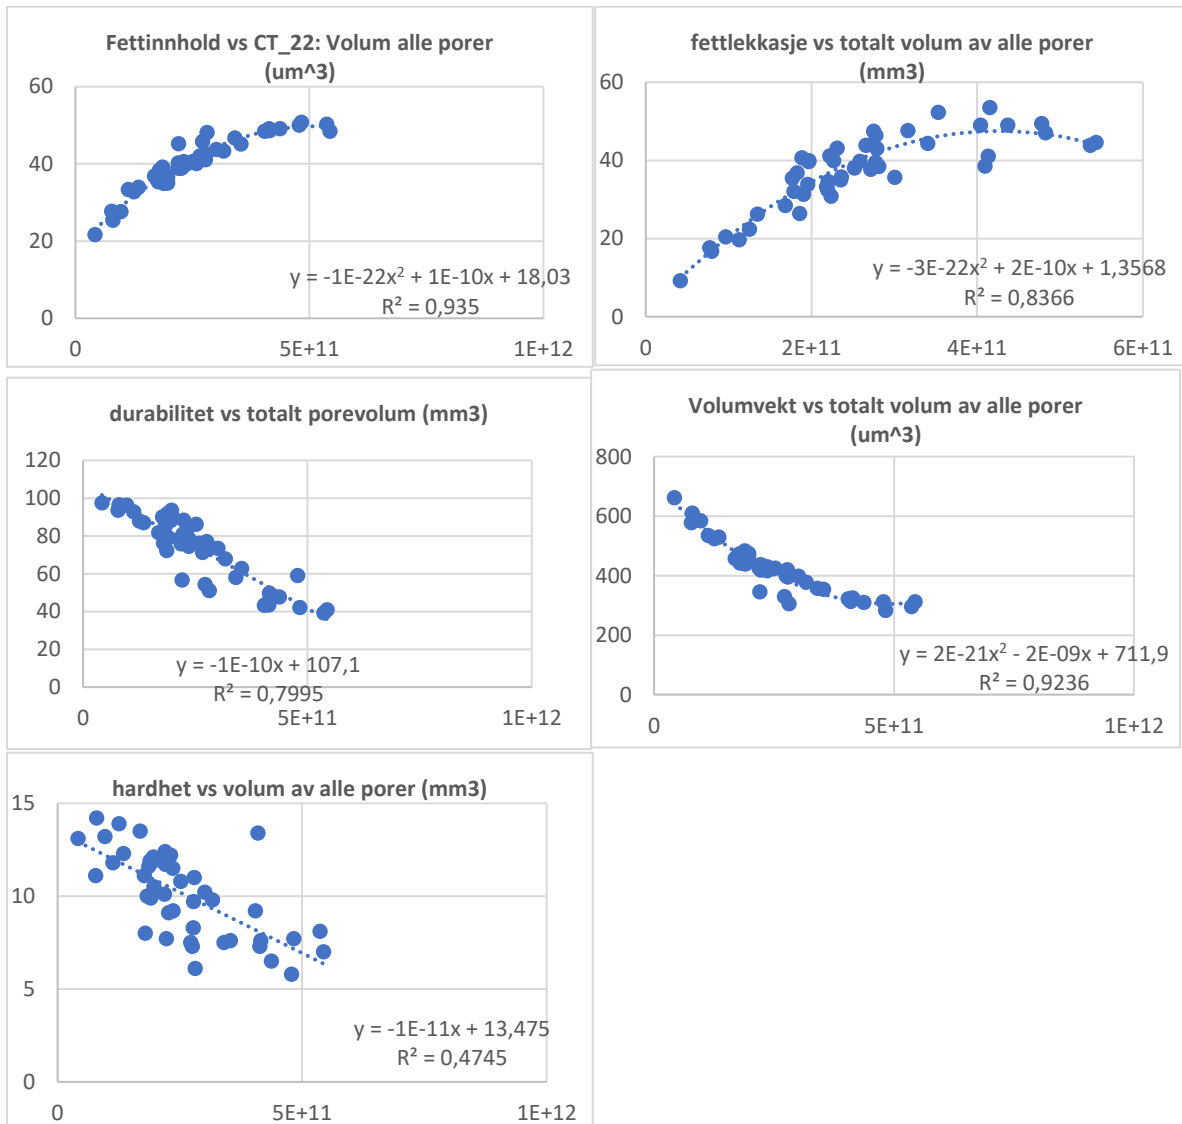 Fettinnhold vs CT_22: Volum alle porer
(um^3)
60
40
20
0
y = -1E-22x² + 1E-10x + 18,03
R² = 0,935
0
5E+11
1E+12
fettlekkasje vs totalt volum av alle porer
(mm3)
60
40
20
0
y = -3E-22x² + 2E-10x + 1,3568
R² = 0,8366
0
2E+11
4E+11
6E+11
durabilitet vs totalt porevolum (mm3)
120
100
80
60
40
20
0
y = -1E-10x + 107,1
R² = 0,7995
0
5E+11
1E+12
Volumvekt vs totalt volum av alle porer
(um^3)
800
600
400
200
0
y = 2E-21x² - 2E-09x + 711,9
R² = 0,9236
0
5E+11
1E+12
hardhet vs volum av alle porer (mm3)
15
10
5
0
y = -1E-11x + 13,475
R² = 0,4745
0
5E+11
1E+12